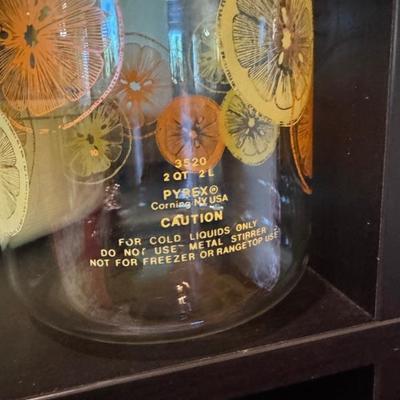 3520
2 QT 2 L
PYREX®
Corning NY USA
CAUTION
FOR COLD LIQUIDS ONLY
DO NOT USE METAL STIRRER
NOT FOR FREEZER OR RANGETOP USE